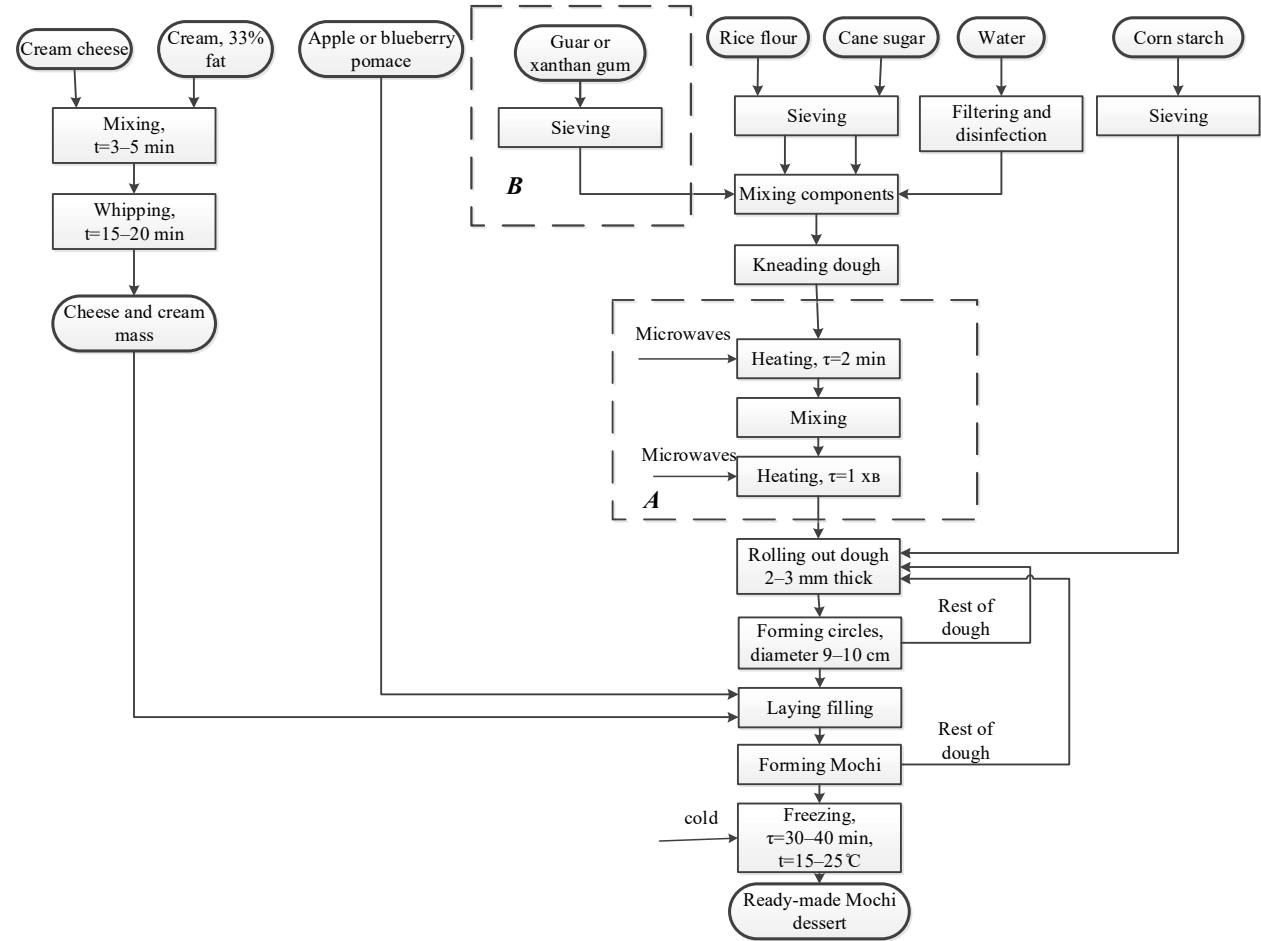 Cream cheese
Cream, 33%
fat
Apple or blueberry
pomace
Guar or
xanthan gum
Rice flour
Cane sugar
Water
Corn starch
Mixing,
t=3–5 min
Sieving
Sieving
Filtering and
disinfection
Sieving
B
Mixing components
Whipping,
t=15–20 min
Kneading dough
Cheese and cream
mass
Microwaves
Heating, τ=2 min
Mixing
Microwaves
Heating, τ=1 хв
A
Rolling out dough
2–3 mm thick
Rest of
dough
Forming circles,
diameter 9–10 cm
Laying filling
Rest of
dough
Forming Mochi
cold
Freezing,
τ=30–40 min,
t=15–25℃
Ready-made Mochi
dessert